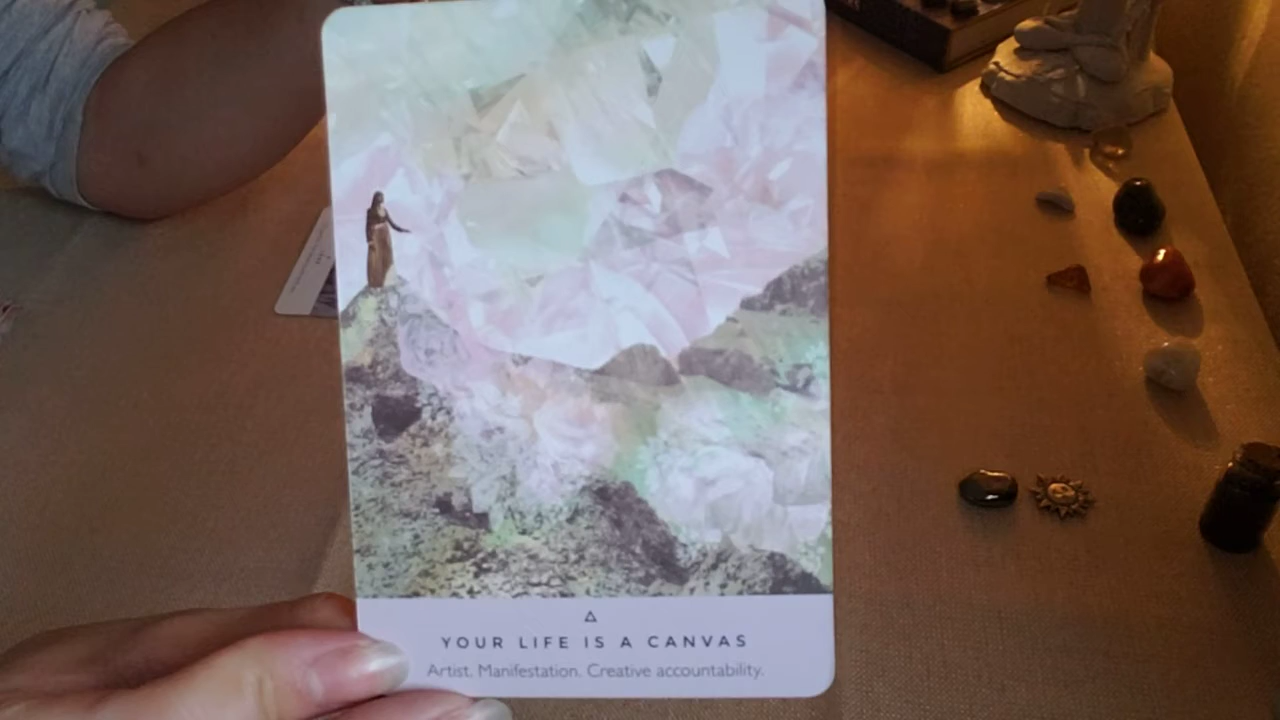 YOUR LIFE IS A CANVAS
Artist. Manifestation. Creative accountability.